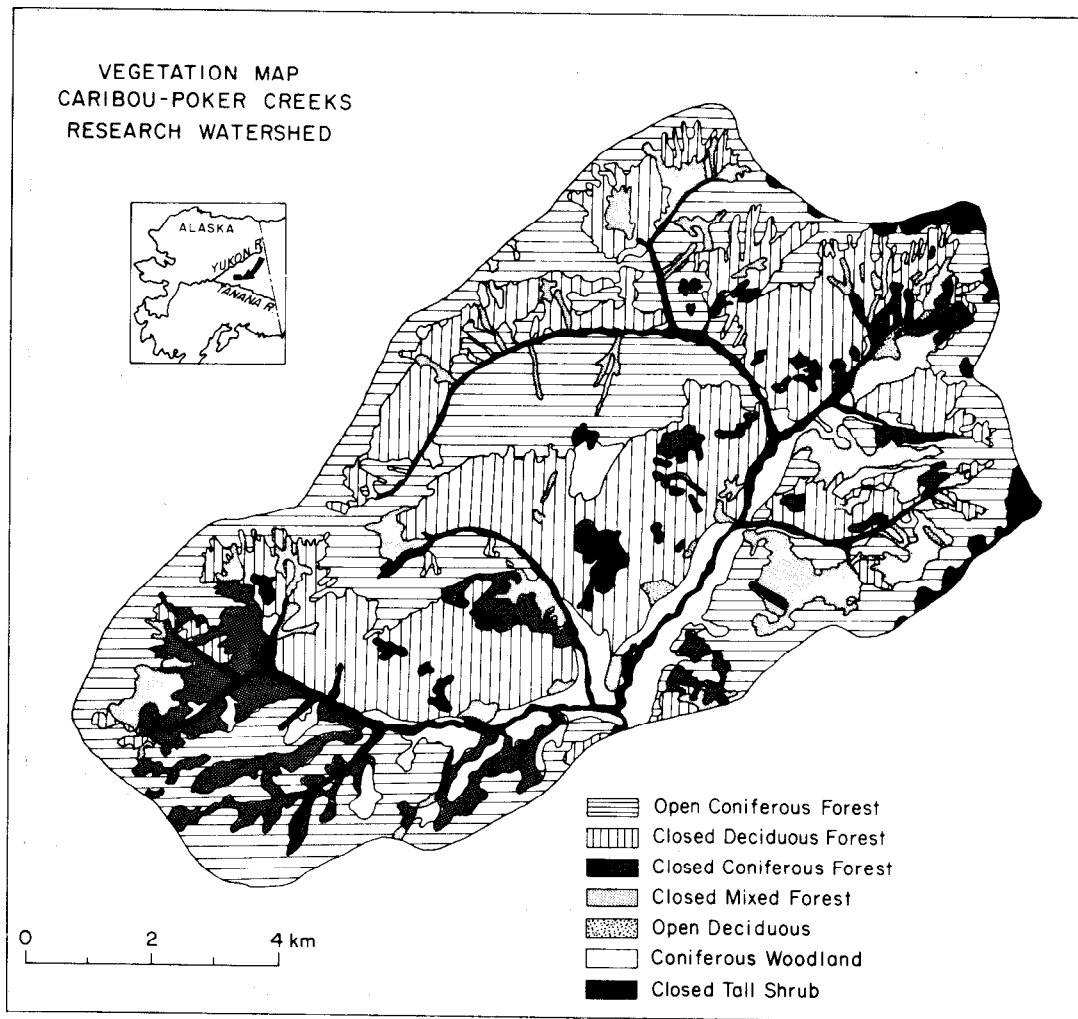 VEGETATION MAP
CARIBOU-POKER CREEKS
RESEARCH WATERSHED
ALASKA
YUKON R.
TANANA R.
Open Coniferous Forest
Closed Deciduous Forest
Closed Coniferous Forest
Closed Mixed Forest
Open Deciduous
Coniferous Woodland
Closed Tall Shrub
0 2 4 km